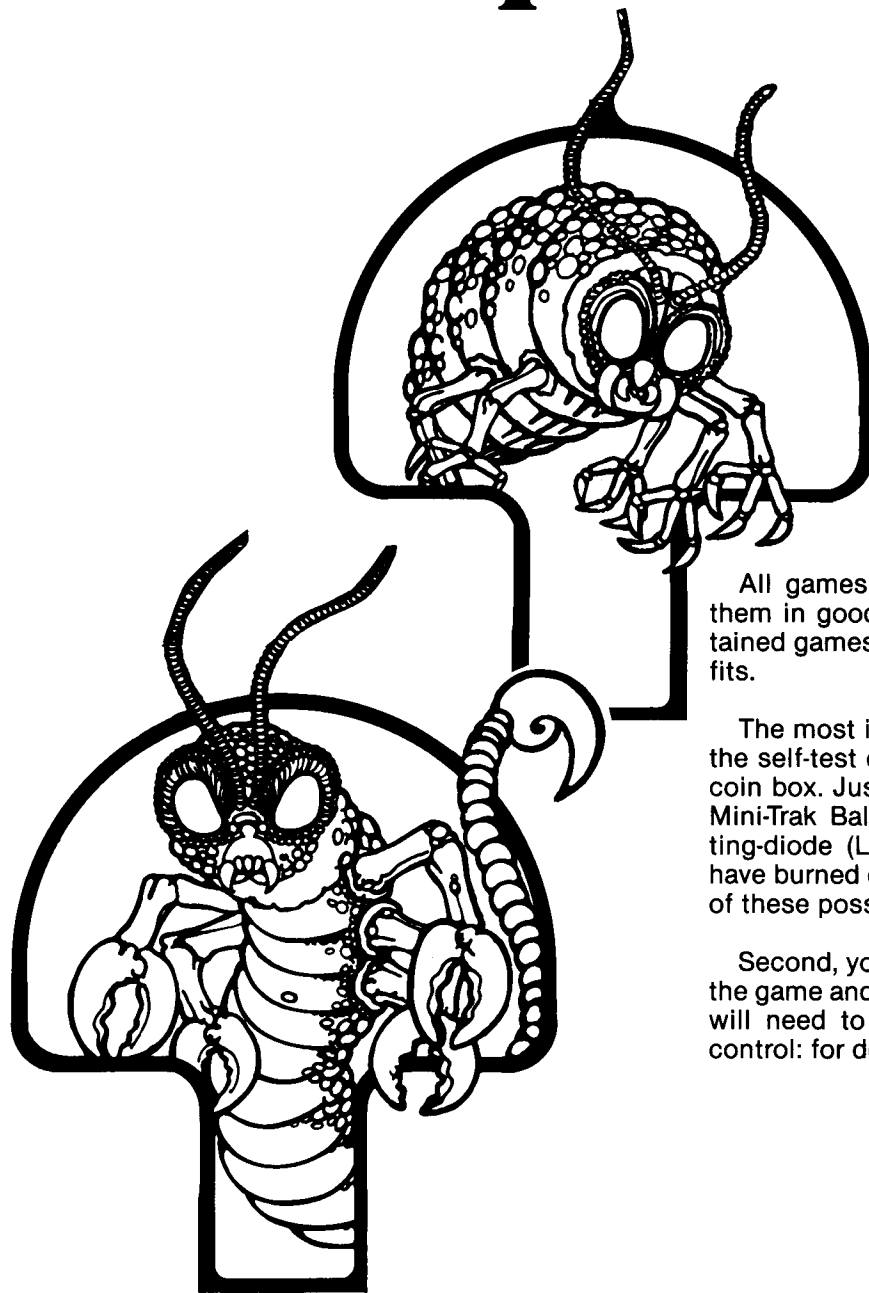 All games
them in good
tained games
fits.
The most i
the self-test
coin box. Jus
Mini-Trak Bal
ting-diode (L
have burned
of these poss
Second, yo
the game and
will need to
control: for d